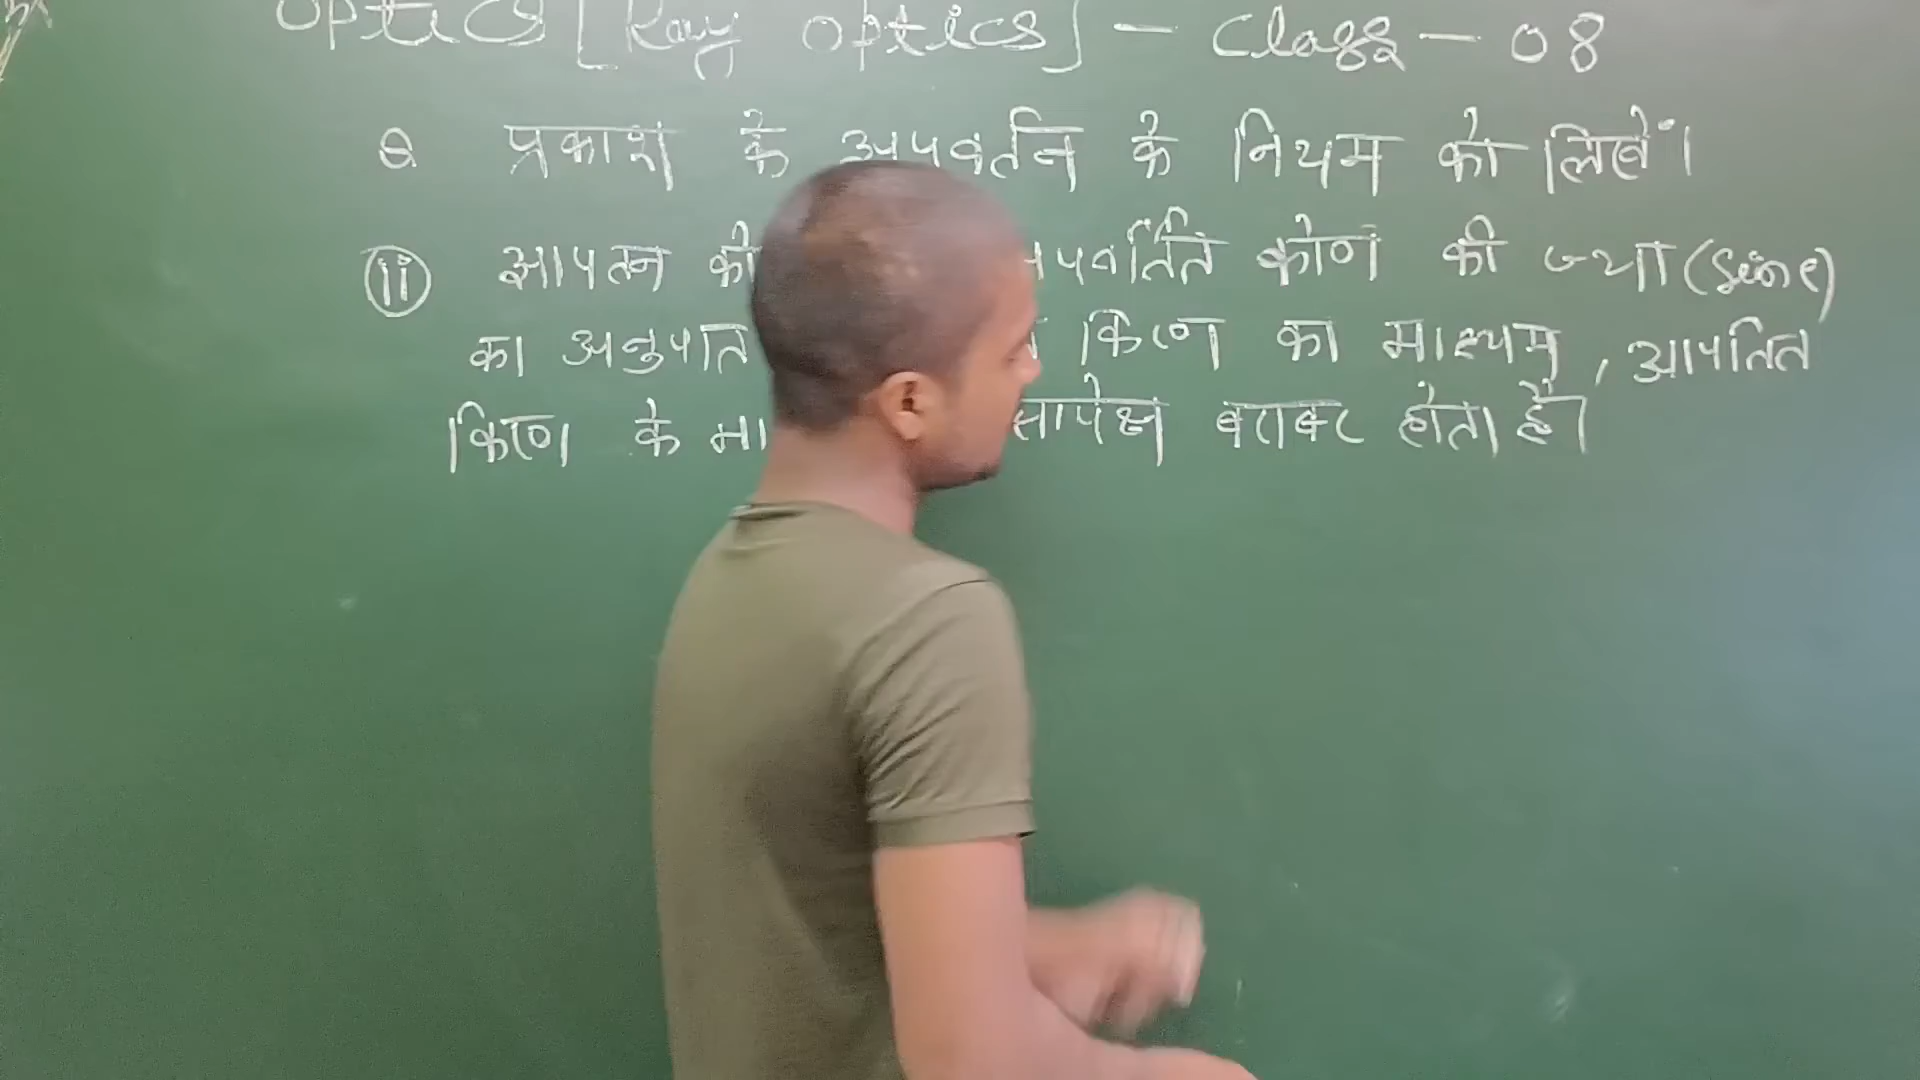 Optics [Ray Optics] - Class - 08
Q प्रकाश के अपवर्तन के नियम को लिखें।
(ii) आपतन को पवर्तित कोण की ज्या (sine)
का अनुपात किरण का माध्यम, आपतित
किरण के मा सापेक्ष बराबर होता है।